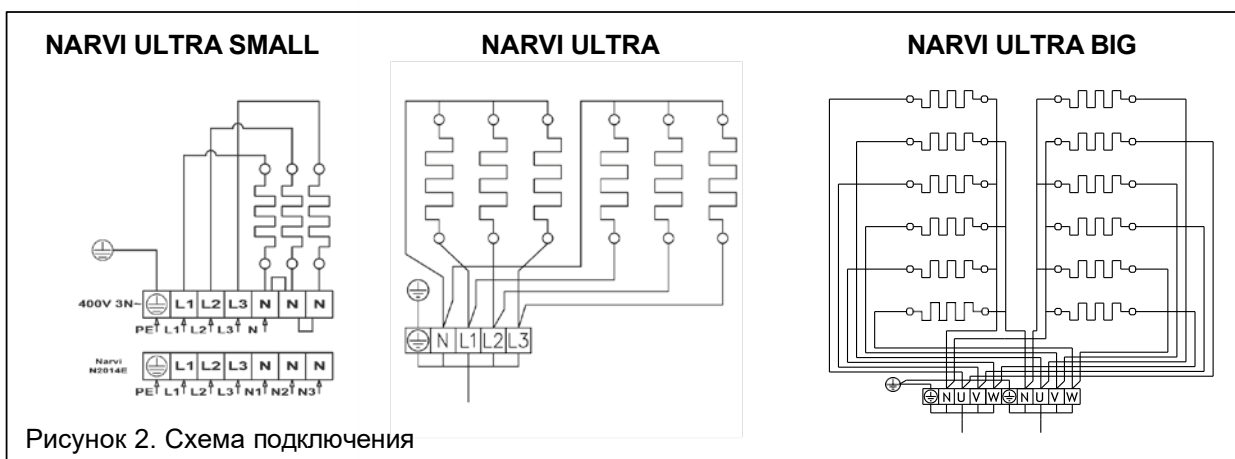 NARVI ULTRA SMALL
NARVI ULTRA
NARVI ULTRA BIG
400V 3N~ L1 L2 L3 N N N
PE L1 L2 L3 N
Narvi
N2014E
L1 L2 L3 N N N
PE L1 L2 L3 N1 N2 N3
N L1 L2 L3
N U V W N U V W
Рисунок 2. Схема подключения